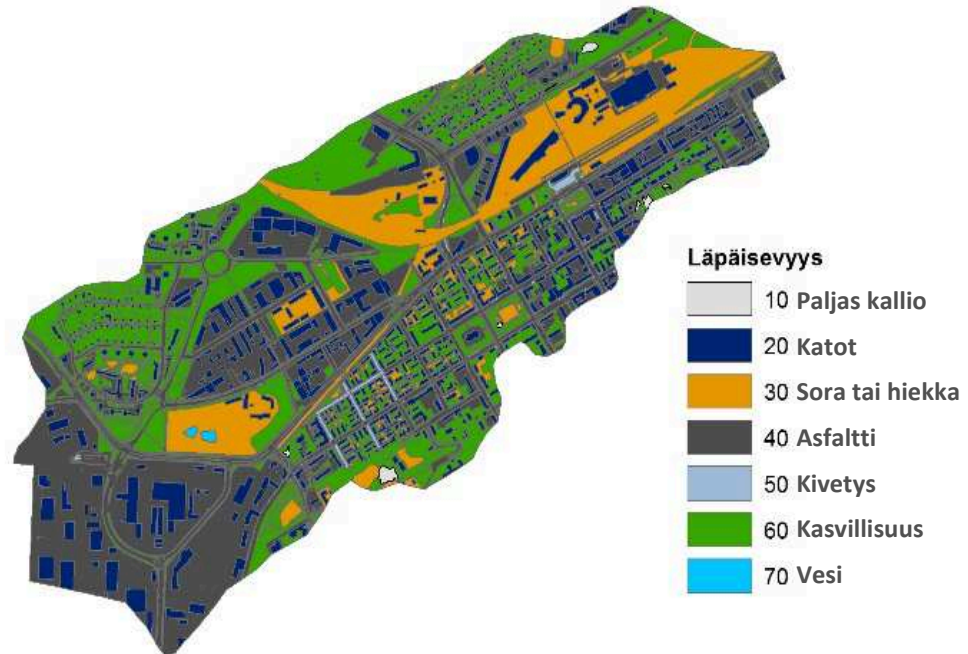 Läpäisevyys
10 Paljas kallio
20 Katot
30 Sora tai hiekka
40 Asfaltti
50 Kivetys
60 Kasvillisuus
70 Vesi